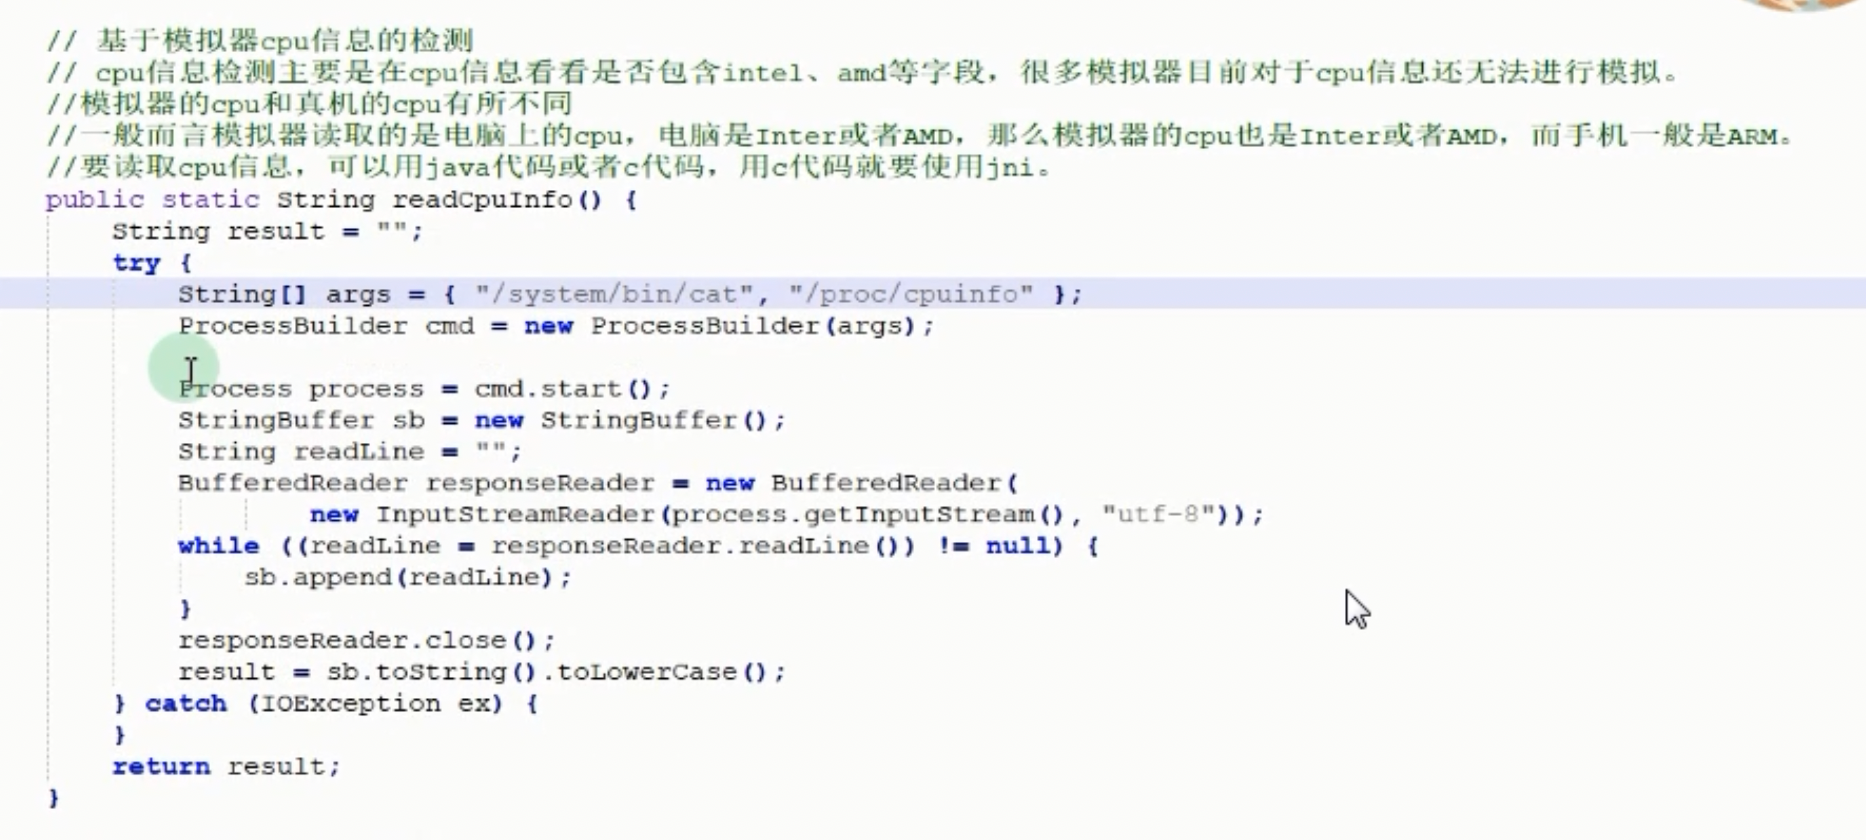 // 基于模拟器cpu信息的检测
// cpu信息检测主要是在cpu信息看看是否包含intel、amd等字段，很多模拟器目前对于cpu信息还无法进行模拟。
//模拟器的cpu和真机的cpu有所不同
//一般而言模拟器读取的是电脑上的cpu，电脑是Inter或者AMD，那么模拟器的cpu也是Inter或者AMD，而手机一般是ARM。
//要读取cpu信息，可以用java代码或者c代码，用c代码就要使用jni。
public static String readCpuInfo() {
    String result = "";
    try {
        String[] args = { "/system/bin/cat", "/proc/cpuinfo" };
        ProcessBuilder cmd = new ProcessBuilder(args);
        Process process = cmd.start();
        StringBuffer sb = new StringBuffer();
        String readLine = "";
        BufferedReader responseReader = new BufferedReader(
                new InputStreamReader(process.getInputStream(), "utf-8"));
        while ((readLine = responseReader.readLine()) != null) {
            sb.append(readLine);
        }
        responseReader.close();
        result = sb.toString().toLowerCase();
    } catch (IOException ex) {
    }
    return result;
}